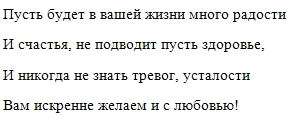 Пусть будет в вашей жизни много радости
И счастья, не подводит пусть здоровье,
И никогда не знать тревог, усталости
Вам искренне желаем и с любовью!